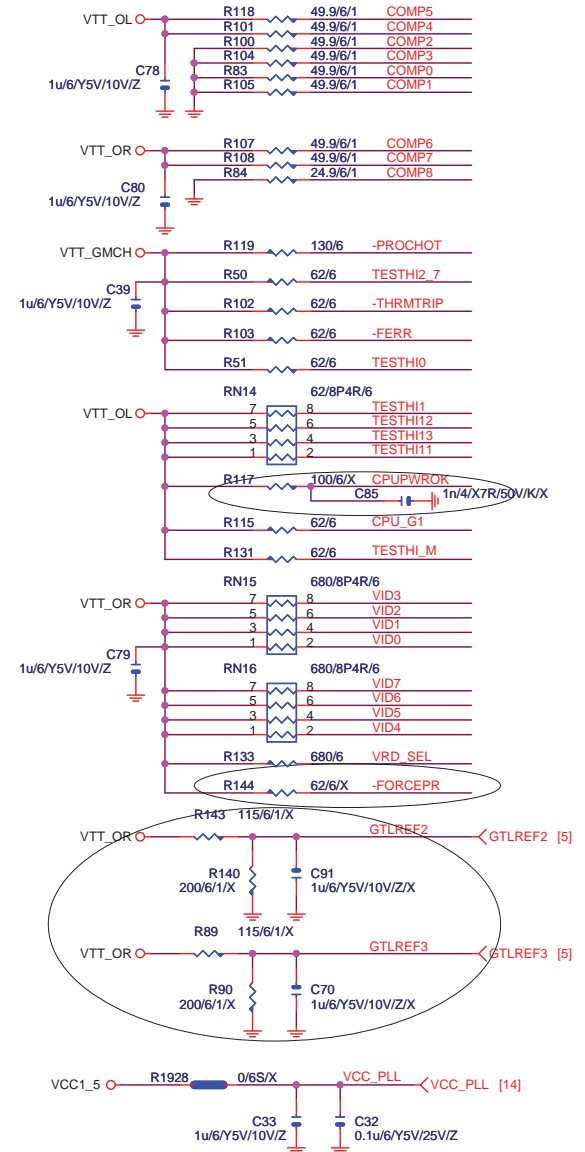 VTT_OL R118 49.9/6/1 COMP5
R101 49.9/6/1 COMP4
R100 49.9/6/1 COMP2
R104 49.9/6/1 COMP3
C78 R83 49.9/6/1 COMP0
1u/6/Y5V/10V/Z R105 49.9/6/1 COMP1
VTT_OR R107 49.9/6/1 COMP6
R108 49.9/6/1 COMP7
C80 R84 24.9/6/1 COMP8
1u/6/Y5V/10V/Z
VTT_GMCH R119 130/6 -PROCHOT
R50 62/6 TESTHI2_7
C39
1u/6/Y5V/10V/Z R102 62/6 -THRMTRIP
R103 62/6 -FERR
R51 62/6 TESTHI0
RN14 62/8P4R/6
VTT_OL 7 8 TESTHI1
5 6 TESTHI12
3 4 TESTHI13
1 2 TESTHI11
R117 100/6/X CPUPWROK
C85 1n/4/X7R/50V/K/X
R115 62/6 CPU_G1
R131 62/6 TESTHI_M
RN15 680/8P4R/6
VTT_OR 7 8 VID3
5 6 VID2
3 4 VID1
1 2 VID0
C79
1u/6/Y5V/10V/Z RN16 680/8P4R/6
7 8 VID7
5 6 VID6
3 4 VID5
1 2 VID4
R133 680/6 VRD_SEL
R144 62/6/X -FORCEPR
R143 115/6/1/X
VTT_OR GTLREF2 GTLREF2 [5]
R140 C91
200/6/1/X 1u/6/Y5V/10V/Z/X
R89 115/6/1/X
VTT_OR GTLREF3 GTLREF3 [5]
R90 C70
200/6/1/X 1u/6/Y5V/10V/Z/X
VCC1_5 R1928 0/6S/X VCC_PLL VCC_PLL [14]
C33 C32
1u/6/Y5V/10V/Z 0.1u/6/Y5V/25V/Z